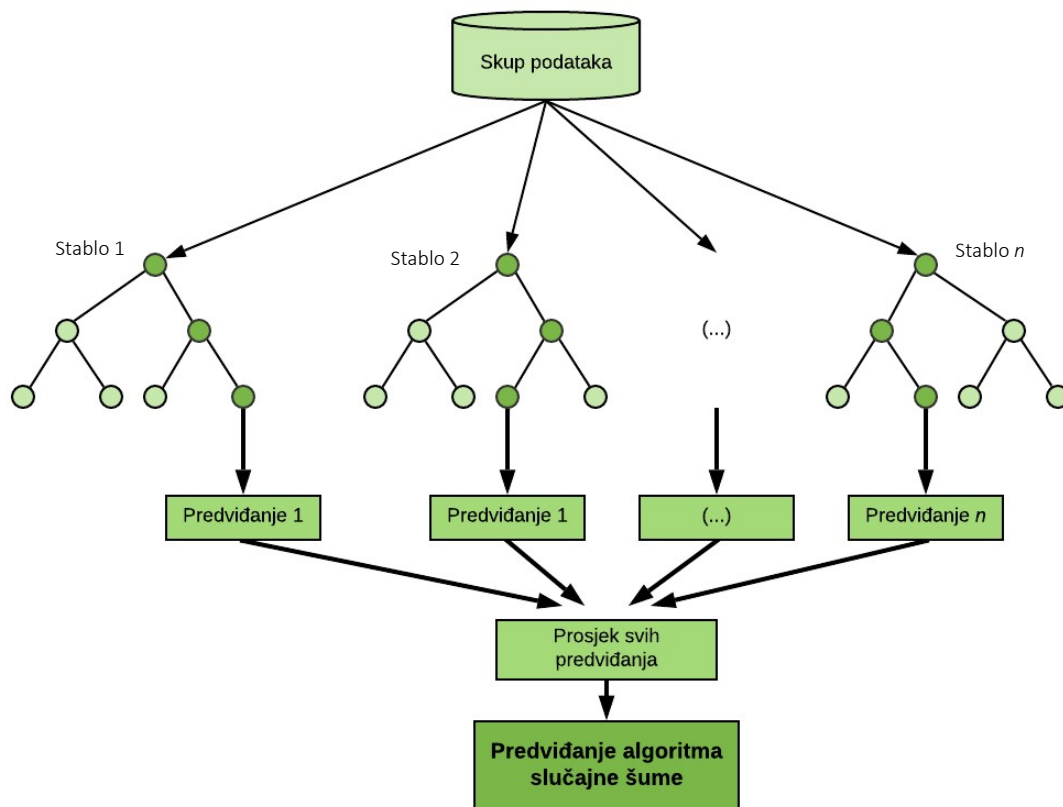 Skup podataka
Stablo 1
Stablo 2
Stablo n
(...)
Predviđanje 1
Predviđanje 1
(...)
Predviđanje n
Prosjek svih
predviđanja
Predviđanje algoritma
slučajne šume